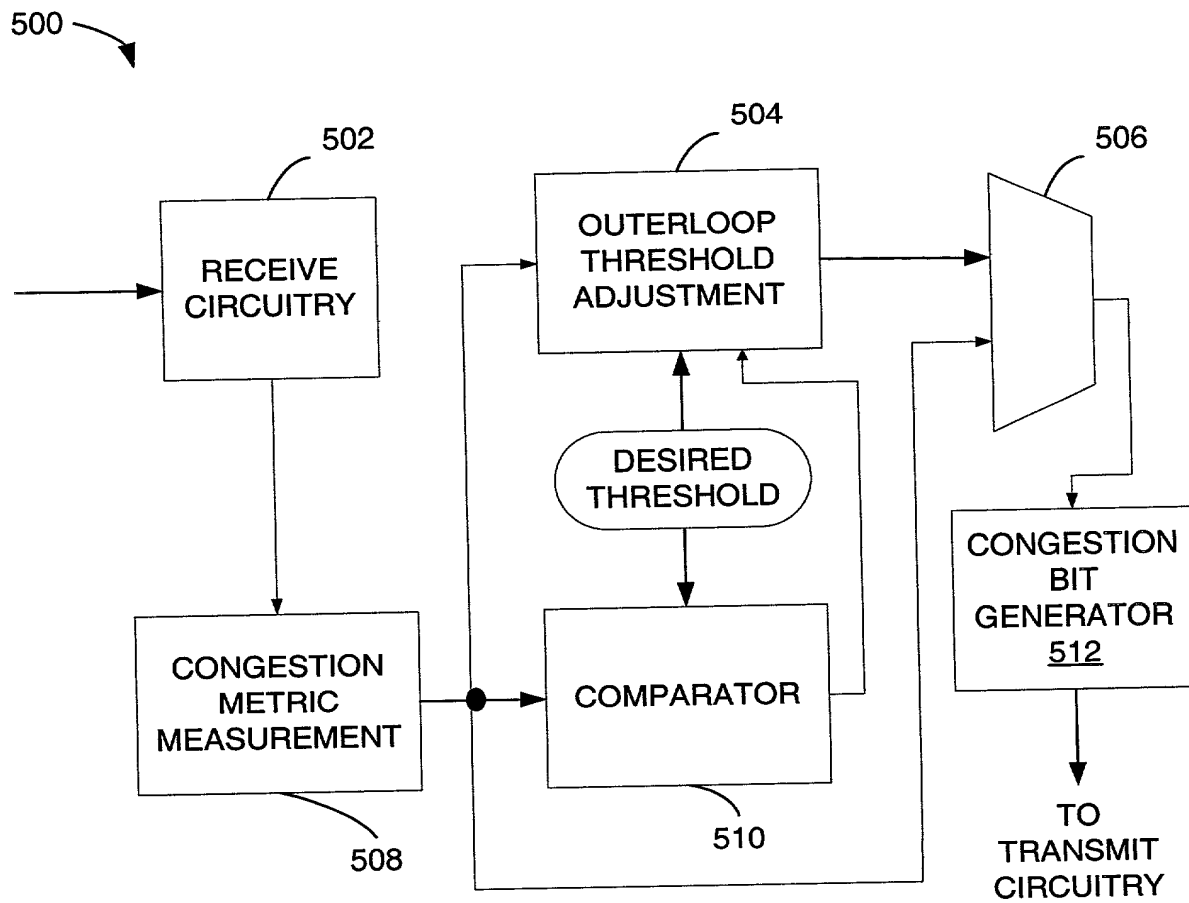 500
502
504
506
RECEIVE
CIRCUITRY
OUTERLOOP
THRESHOLD
ADJUSTMENT
DESIRED
THRESHOLD
CONGESTION
BIT
GENERATOR
512
CONGESTION
METRIC
MEASUREMENT
COMPARATOR
508
510
TO
TRANSMIT
CIRCUITRY